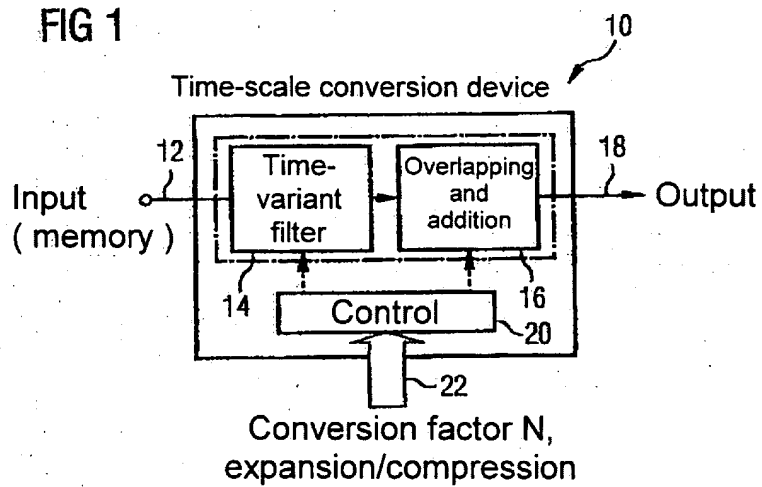 FIG 1
10
Time-scale conversion device
12
Time-
variant
filter
Overlapping
and
addition
18
Input
( memory )
Output
14
16
Control
20
22
Conversion factor N,
expansion/compression